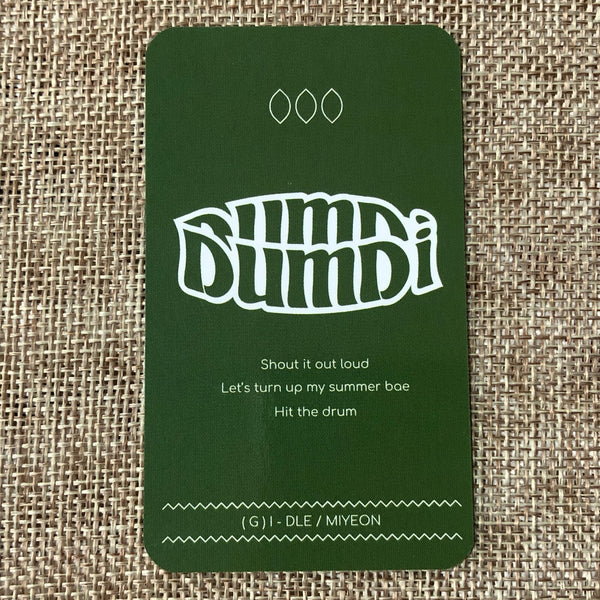 DUMDi
DUMDi
Shout it out loud
Let's turn up my summer bae
Hit the drum
( G ) I - DLE / MIYEON